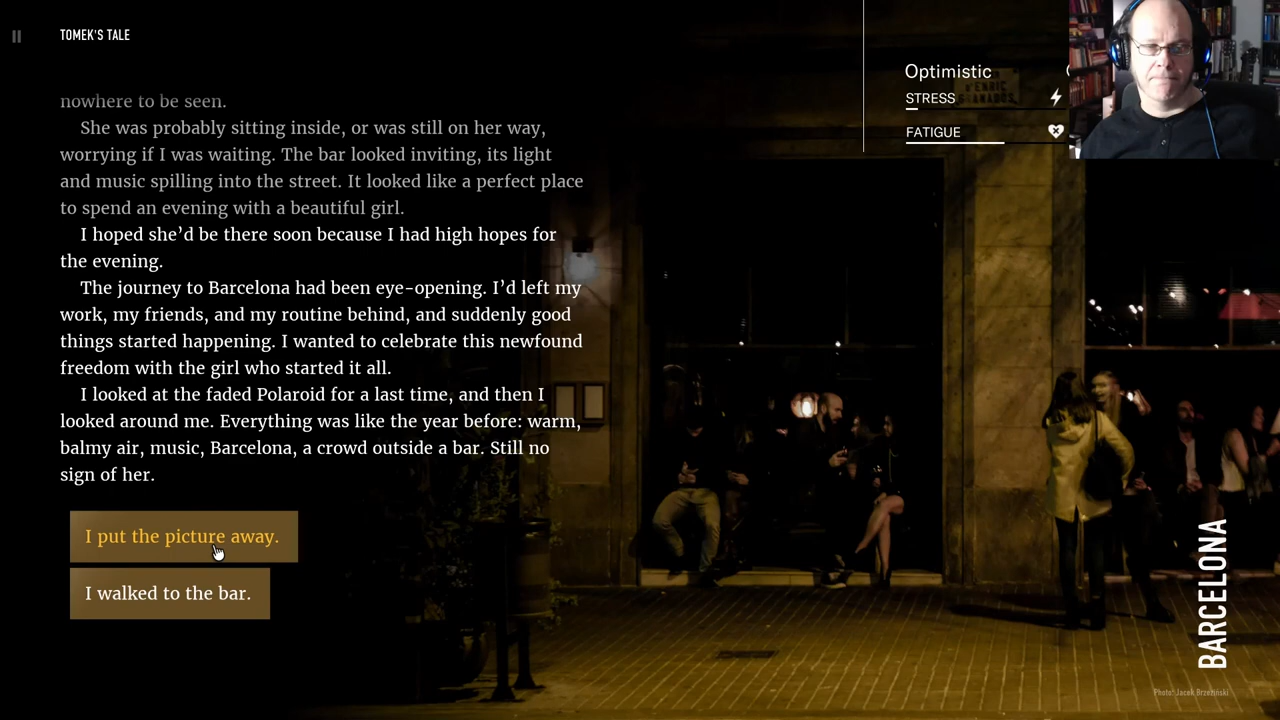 TOMEK'S TALE
nowhere to be seen.
She was probably sitting inside, or was still on her way,
worrying if I was waiting. The bar looked inviting, its light
and music spilling into the street. It looked like a perfect place
to spend an evening with a beautiful girl.
I hoped she’d be there soon because I had high hopes for
the evening.
The journey to Barcelona had been eye-opening. I’d left my
work, my friends, and my routine behind, and suddenly good
things started happening. I wanted to celebrate this newfound
freedom with the girl who started it all.
I looked at the faded Polaroid for a last time, and then I
looked around me. Everything was like the year before: warm,
balmy air, music, Barcelona, a crowd outside a bar. Still no
sign of her.
I put the picture away.
I walked to the bar.
Optimistic
STRESS
FATIGUE
BARCELONA
Photo: Jacek Brzeziński